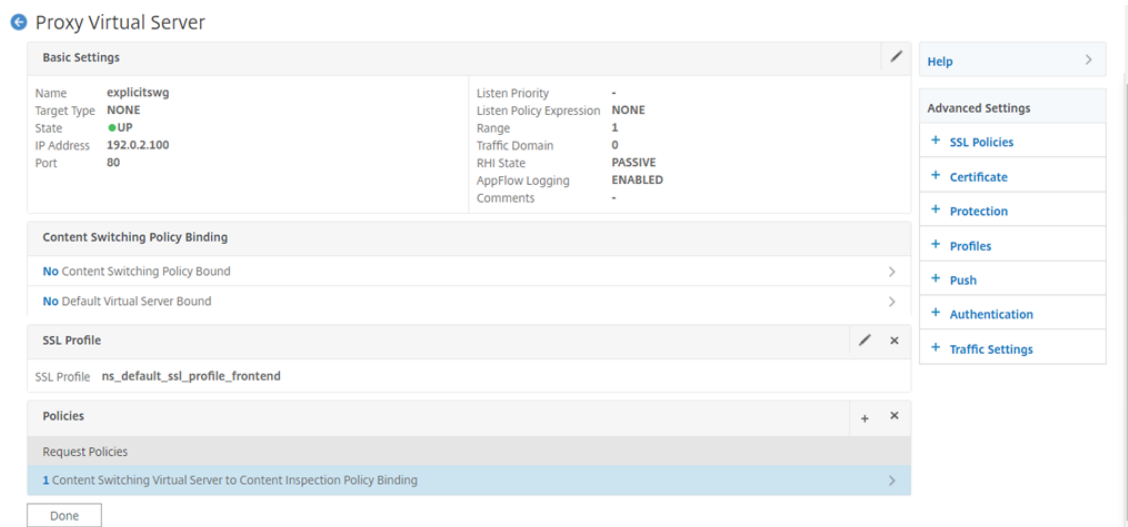 Proxy Virtual Server
Basic Settings
Name explicitswg
Target Type NONE
State UP
IP Address 192.0.2.100
Port 80
Listen Priority -
Listen Policy Expression NONE
Range 1
Traffic Domain 0
RHI State PASSIVE
AppFlow Logging ENABLED
Comments -
Content Switching Policy Binding
No Content Switching Policy Bound
No Default Virtual Server Bound
SSL Profile
SSL Profile ns_default_ssl_profile_frontend
Policies
Request Policies
1 Content Switching Virtual Server to Content Inspection Policy Binding
Done
Help
Advanced Settings
+ SSL Policies
+ Certificate
+ Protection
+ Profiles
+ Push
+ Authentication
+ Traffic Settings